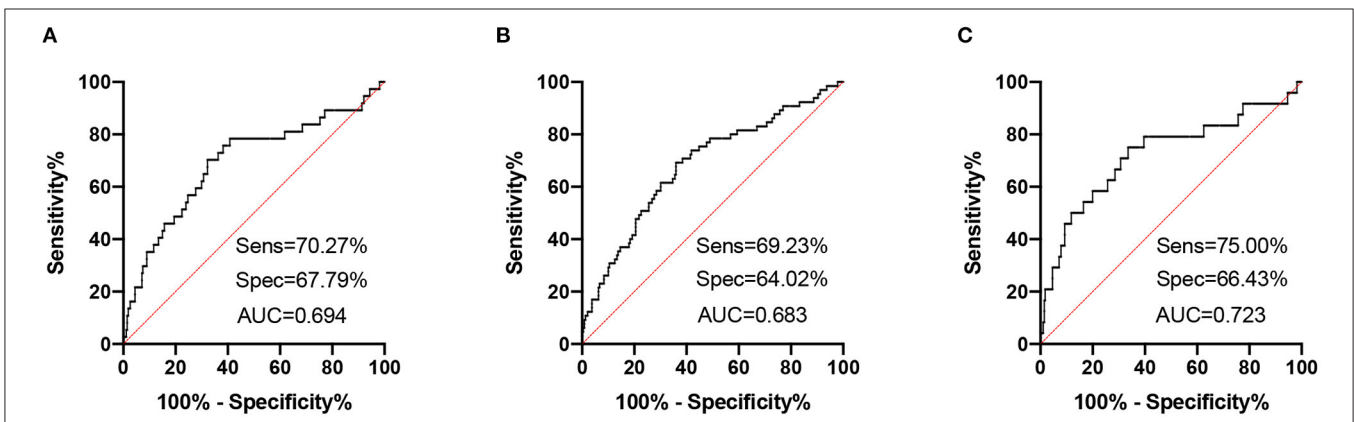 A
Sensitivity%
100
80
60
40
20
0
0 20 40 60 80 100
100% - Specificity%
Sens=70.27%
Spec=67.79%
AUC=0.694
B
Sensitivity%
100
80
60
40
20
0
0 20 40 60 80 100
100% - Specificity%
Sens=69.23%
Spec=64.02%
AUC=0.683
C
Sensitivity%
100
80
60
40
20
0
0 20 40 60 80 100
100% - Specificity%
Sens=75.00%
Spec=66.43%
AUC=0.723